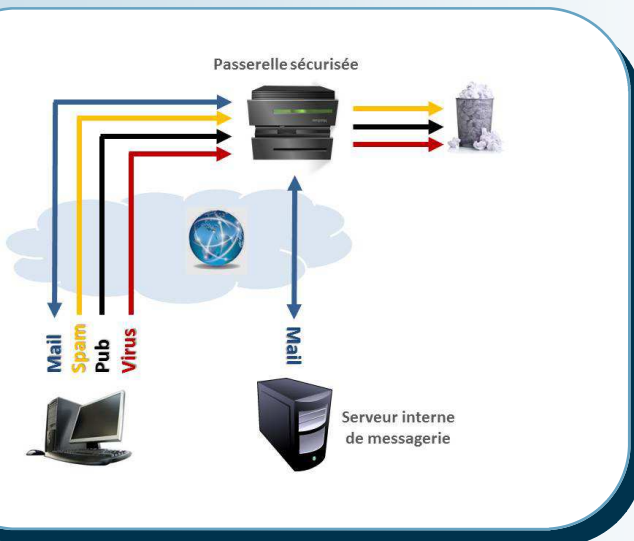 Passerelle sécurisée
Mail
Spam
Pub
Virus
Mail
Serveur interne
de messagerie